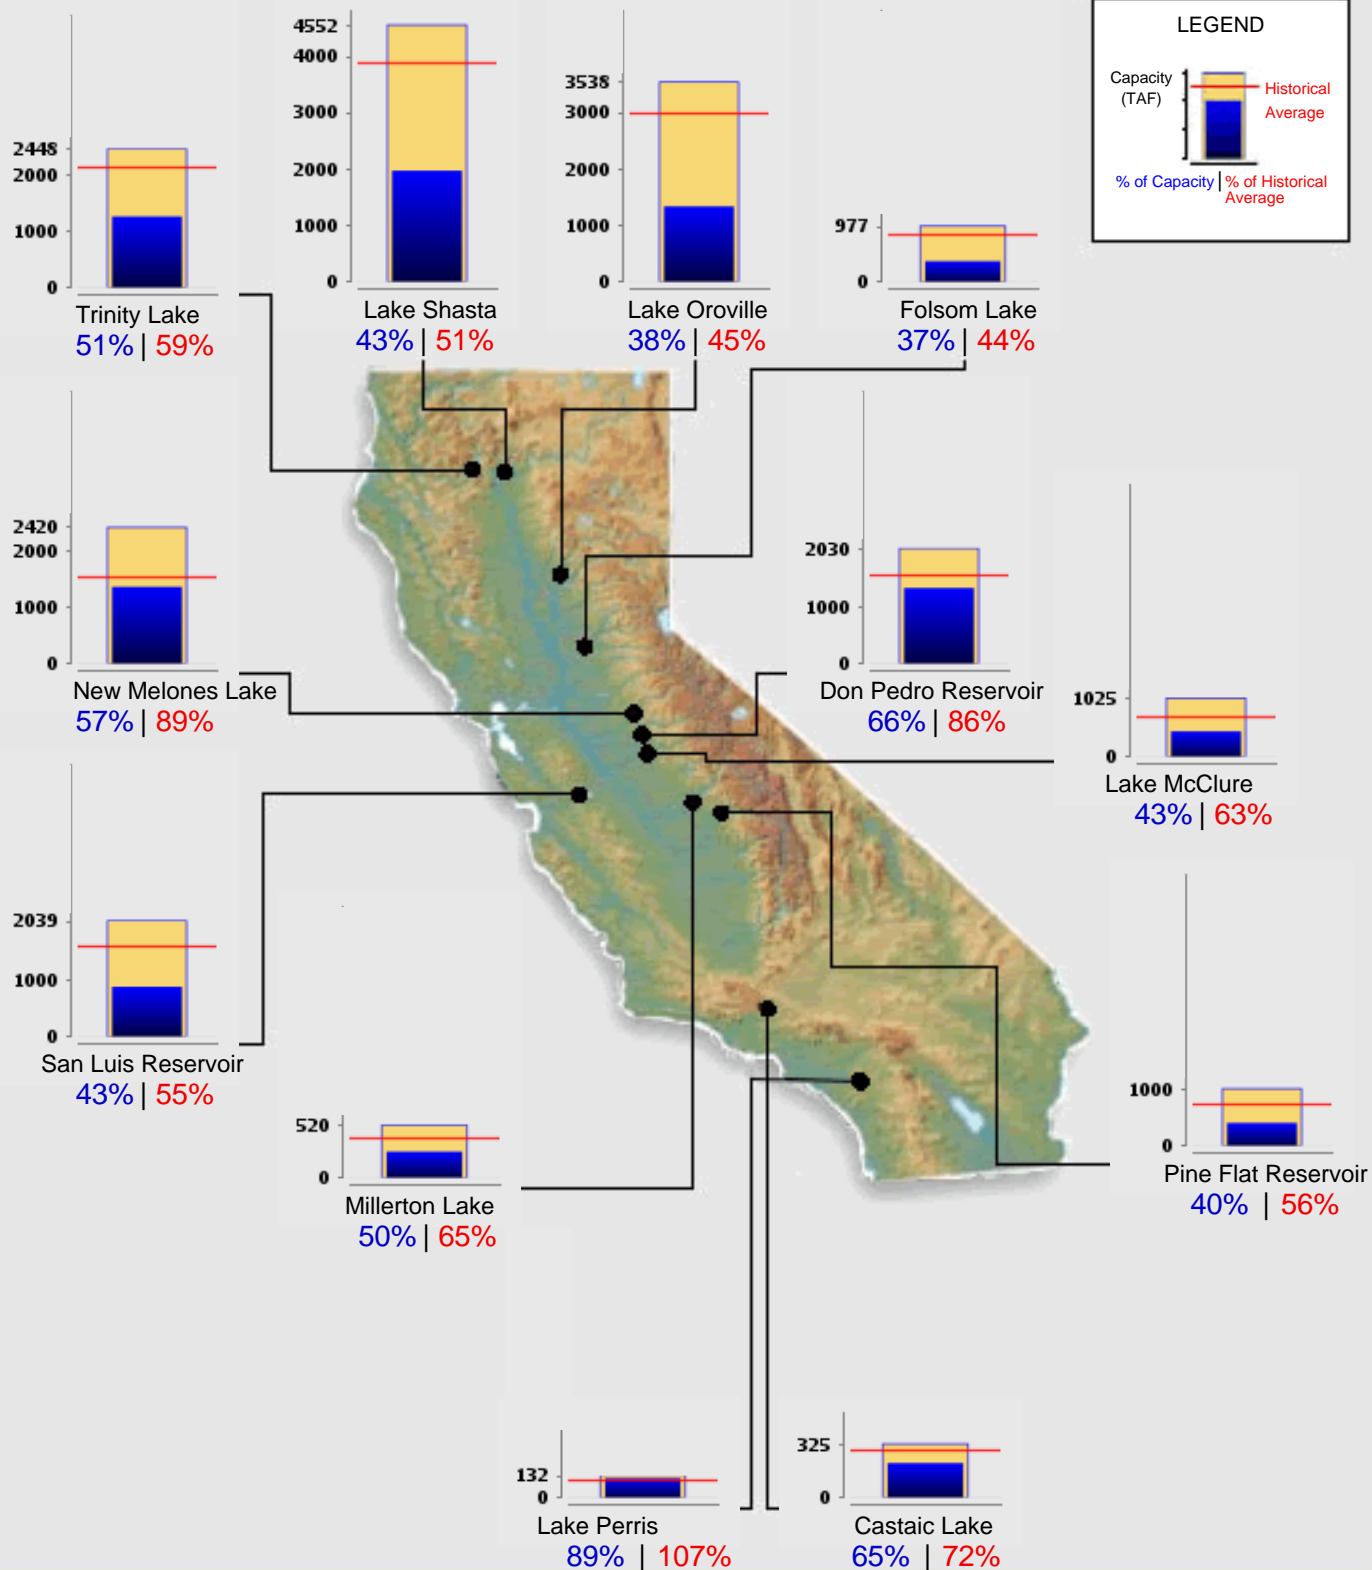 LEGEND
Capacity
(TAF)
Historical
Average
% of Capacity | % of Historical
Average
2448
2000
1000
0
Trinity Lake
51% | 59%
4552
4000
3000
2000
1000
0
Lake Shasta
43% | 51%
3538
3000
2000
1000
0
Lake Oroville
38% | 45%
977
0
Folsom Lake
37% | 44%
2420
2000
1000
0
New Melones Lake
57% | 89%
2030
1000
0
Don Pedro Reservoir
66% | 86%
1025
0
Lake McClure
43% | 63%
2039
1000
0
San Luis Reservoir
43% | 55%
520
0
Millerton Lake
50% | 65%
1000
0
Pine Flat Reservoir
40% | 56%
132
0
Lake Perris
89% | 107%
325
0
Castaic Lake
65% | 72%